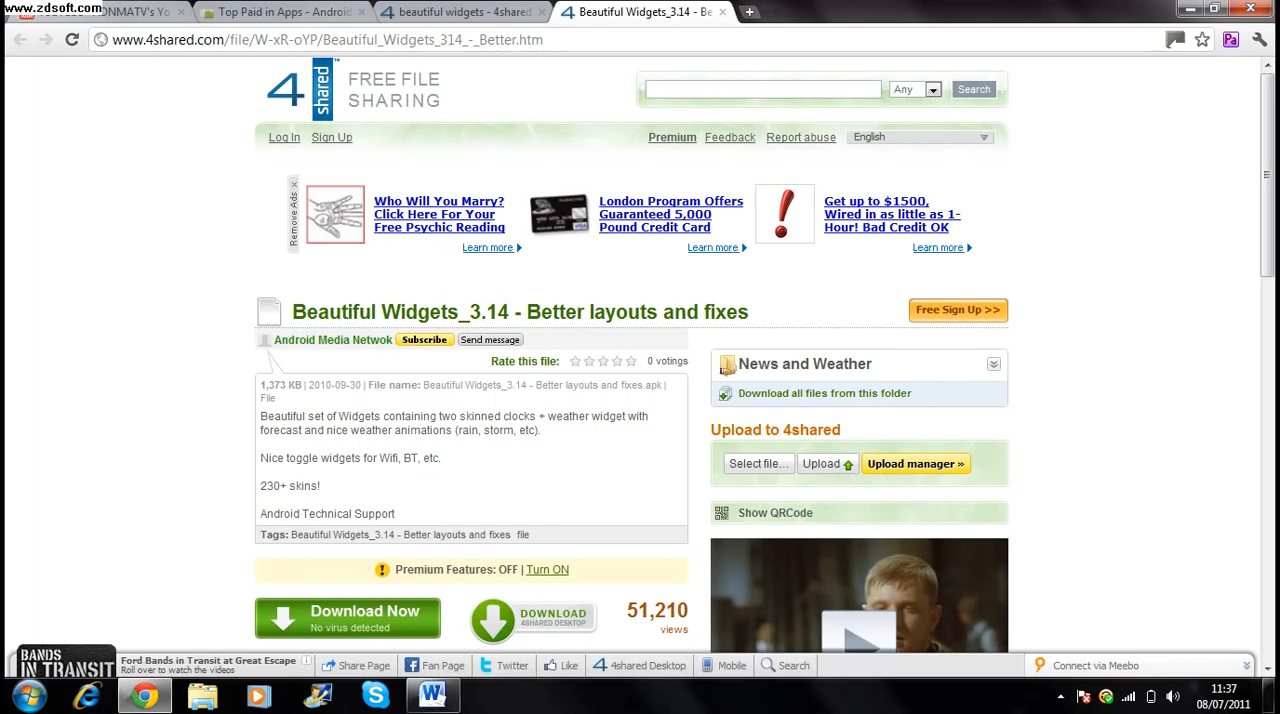 www.zdsoft.com
DNMATV's Yo
Top Paid in Apps - Android
beautiful widgets - 4shared
Beautiful Widgets_3.14 - Be
www.4shared.com/file/W-xR-oYP/Beautiful_Widgets_314_-_Better.htm
4 shared
FREE FILE
SHARING
Any
Search
Log In Sign Up
Premium Feedback Report abuse English
Remove Ads x
Who Will You Marry?
Click Here For Your
Free Psychic Reading
Learn more
London Program Offers
Guaranteed 5,000
Pound Credit Card
Learn more
Get up to $1500,
Wired in as little as 1-
Hour! Bad Credit OK
Learn more
Beautiful Widgets_3.14 - Better layouts and fixes
Free Sign Up >>
Android Media Netwok Subscribe Send message
Rate this file: 0 votings
1,373 KB | 2010-09-30 | File name: Beautiful Widgets_3.14 - Better layouts and fixes.apk |
File
Beautiful set of Widgets containing two skinned clocks + weather widget with
forecast and nice weather animations (rain, storm, etc).
Nice toggle widgets for Wifi, BT, etc.
230+ skins!
Android Technical Support
Tags: Beautiful Widgets_3.14 - Better layouts and fixes file
Premium Features: OFF | Turn ON
Download Now
No virus detected
DOWNLOAD
4SHARED DESKTOP
51,210
views
News and Weather
Download all files from this folder
Upload to 4shared
Select file... Upload Upload manager »
Show QRCode
BANDS
IN TRANSIT
Ford Bands in Transit at Great Escape
Roll over to watch the videos
Share Page Fan Page Twitter Like 4shared Desktop Mobile Search Connect via Meebo
11:37
08/07/2011